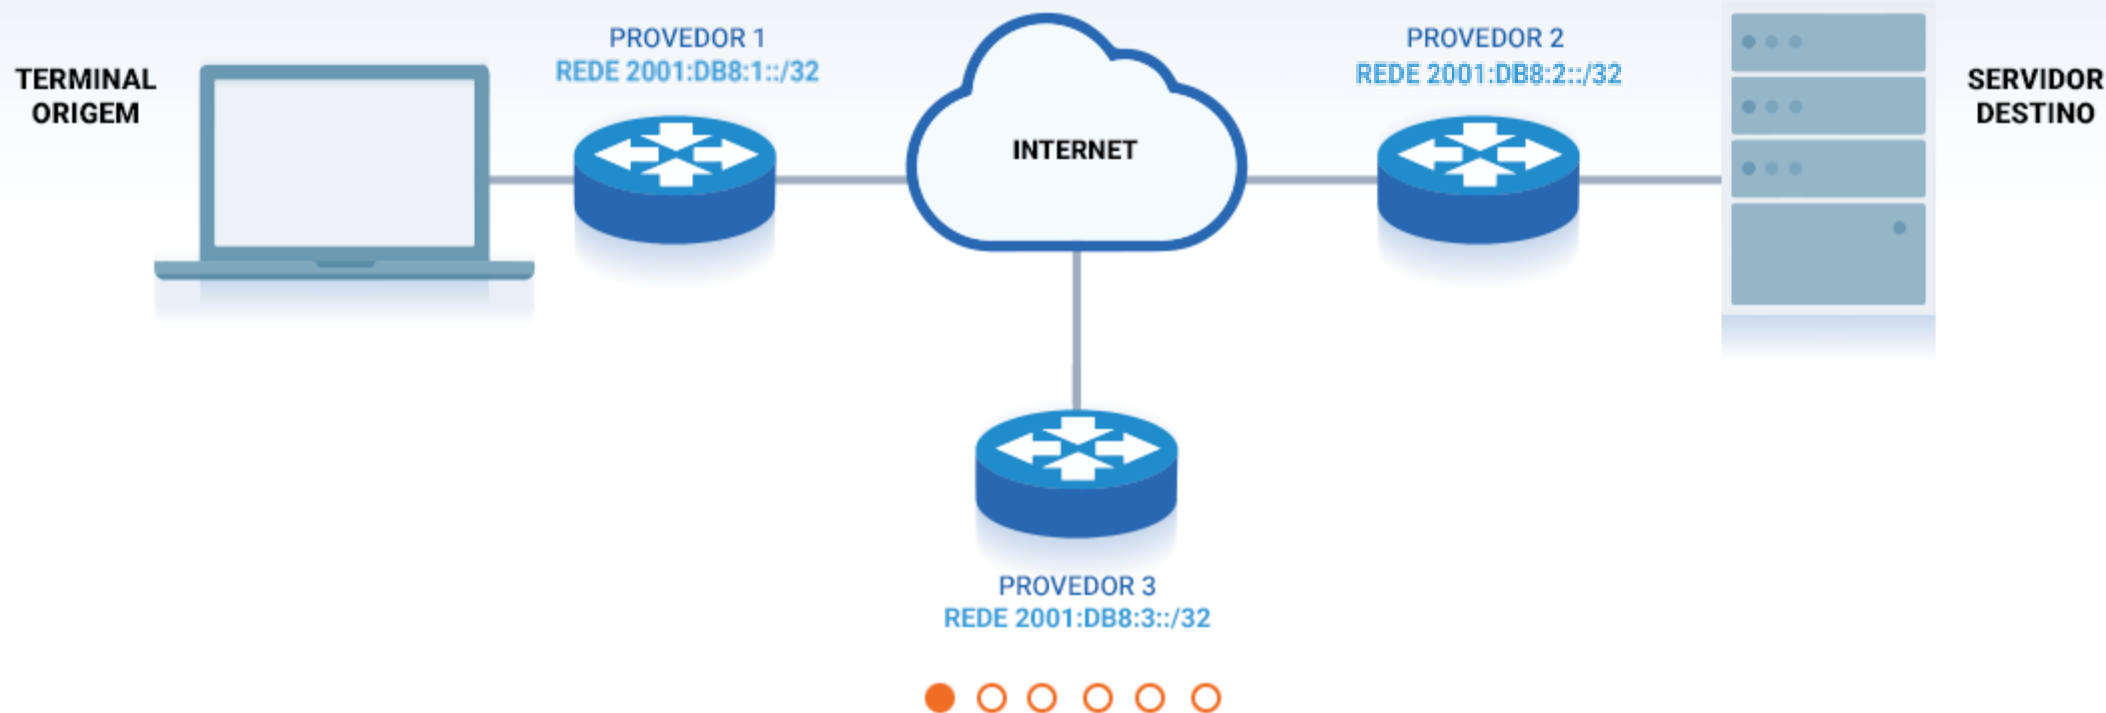 TERMINAL
ORIGEM
PROVEDOR 1
REDE 2001:DB8:1::/32
INTERNET
PROVEDOR 2
REDE 2001:DB8:2::/32
SERVIDOR
DESTINO
PROVEDOR 3
REDE 2001:DB8:3::/32